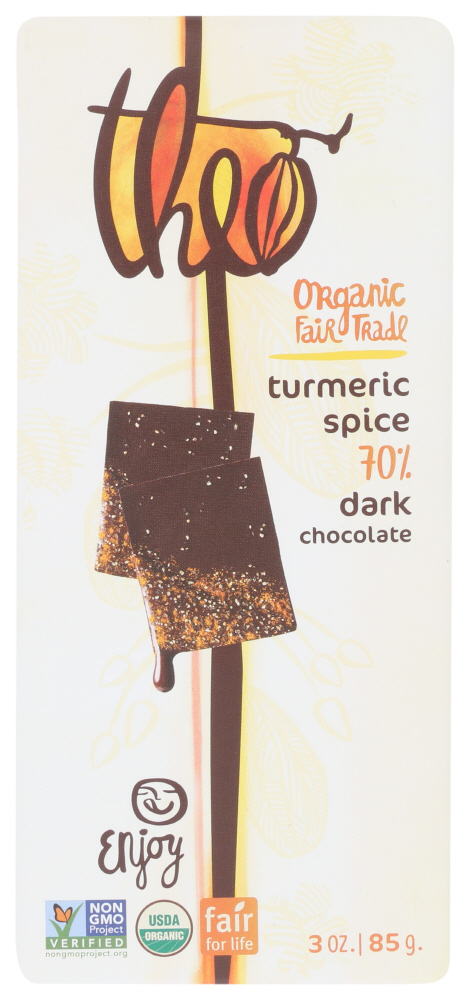 theo
Organic
Fair Trade
turmeric
spice
70%
dark
chocolate
Enjoy
NON
GMO
Project
VERIFIED
nongmoproject.org
USDA
ORGANIC
fair
for life
3 oz. | 85 g.